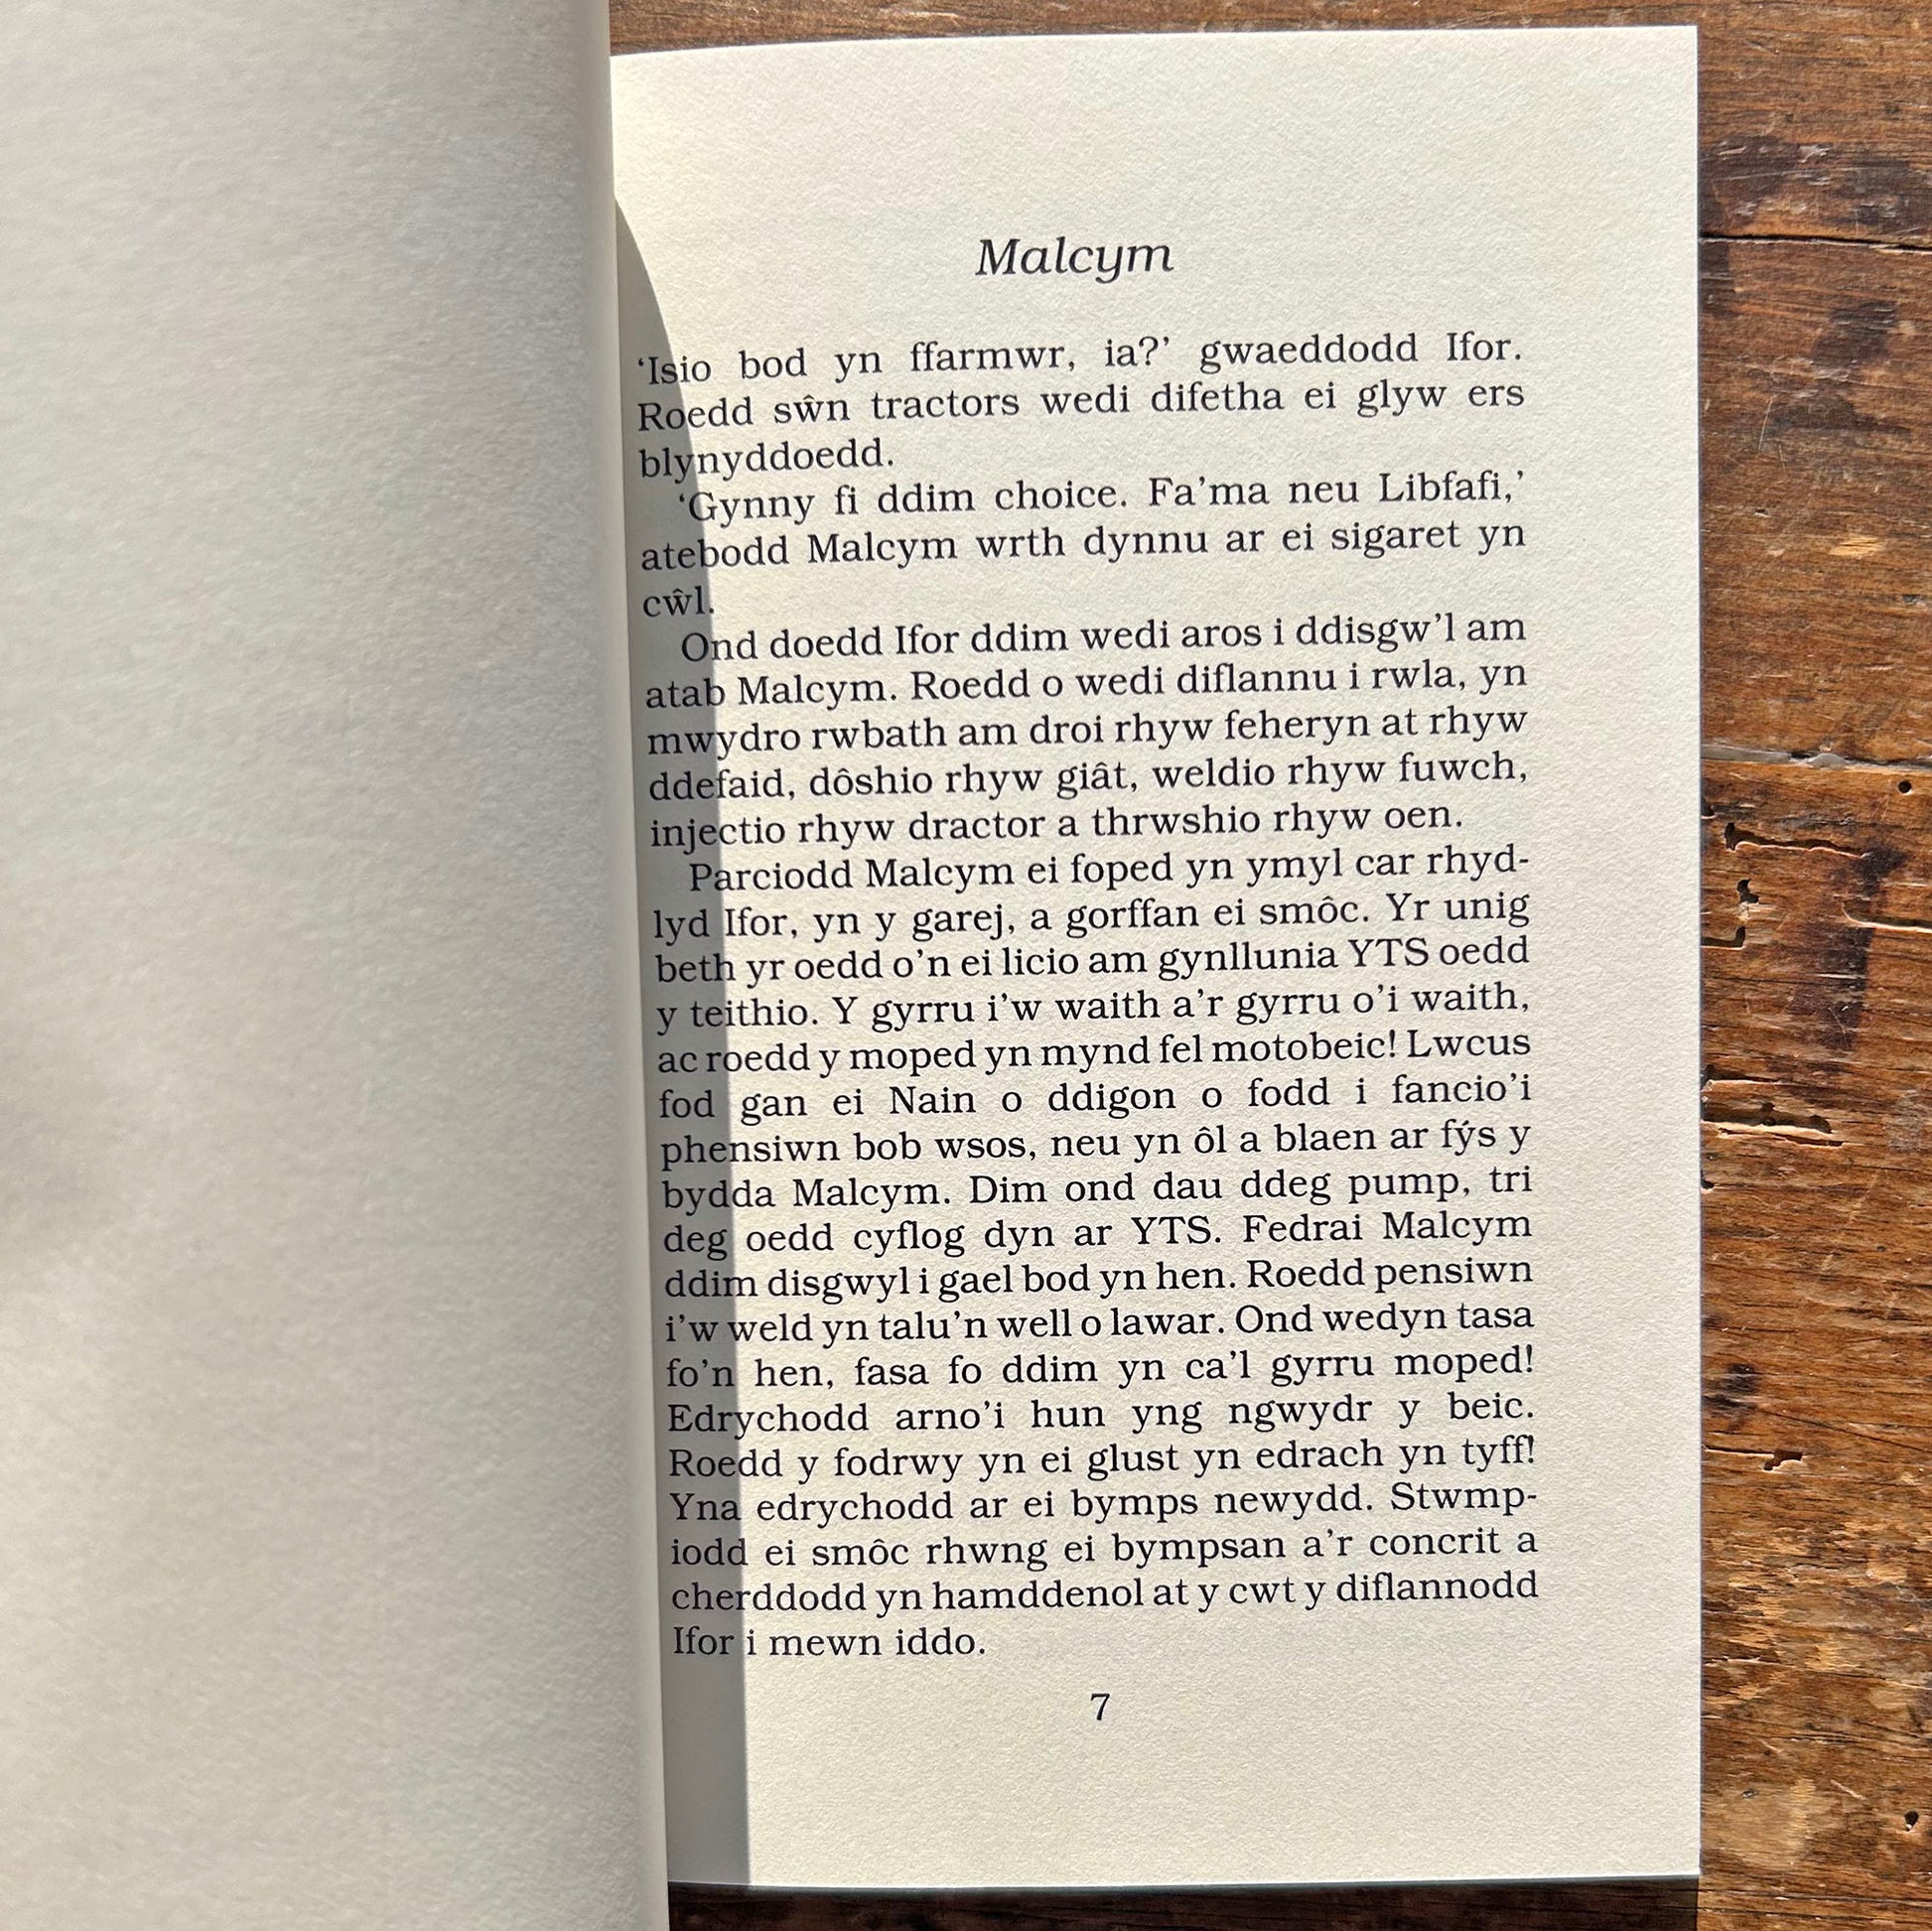 Malcym
‘Isio bod yn ffarmwr, ia?’ gwaeddodd Ifor.
Roedd sŵn tractors wedi difetha ei glyw ers
blynyddoedd.
‘Gynny fi ddim choice. Fa’ma neu Libfafi,’
atebodd Malcym wrth dynnu ar ei sigaret yn
cŵl.
Ond doedd Ifor ddim wedi aros i ddisgw’l am
atab Malcym. Roedd o wedi diflannu i rwla, yn
mwydro rwbath am droi rhyw feheryn at rhyw
ddefaid, dôshio rhyw giât, weldio rhyw fuwch,
injectio rhyw dractor a thrwshio rhyw oen.
Parciodd Malcym ei foped yn ymyl car rhyd-
lyd Ifor, yn y garej, a gorffan ei smôc. Yr unig
beth yr oedd o’n ei licio am gynllunia YTS oedd
y teithio. Y gyrru i’w waith a’r gyrru o’i waith,
ac roedd y moped yn mynd fel motobeic! Lwcus
fod gan ei Nain o ddigon o fodd i fancio’i
phensiwn bob wsos, neu yn ôl a blaen ar fýs y
bydda Malcym. Dim ond dau ddeg pump, tri
deg oedd cyflog dyn ar YTS. Fedrai Malcym
ddim disgwyl i gael bod yn hen. Roedd pensiwn
i’w weld yn talu’n well o lawar. Ond wedyn tasa
fo’n hen, fasa fo ddim yn ca’l gyrru moped!
Edrychodd arno’i hun yng ngwydr y beic.
Roedd y fodrwy yn ei glust yn edrach yn tyff!
Yna edrychodd ar ei bymps newydd. Stwmp-
iodd ei smôc rhwng ei bympsan a’r concrit a
cherddodd yn hamddenol at y cwt y diflannodd
Ifor i mewn iddo.
7